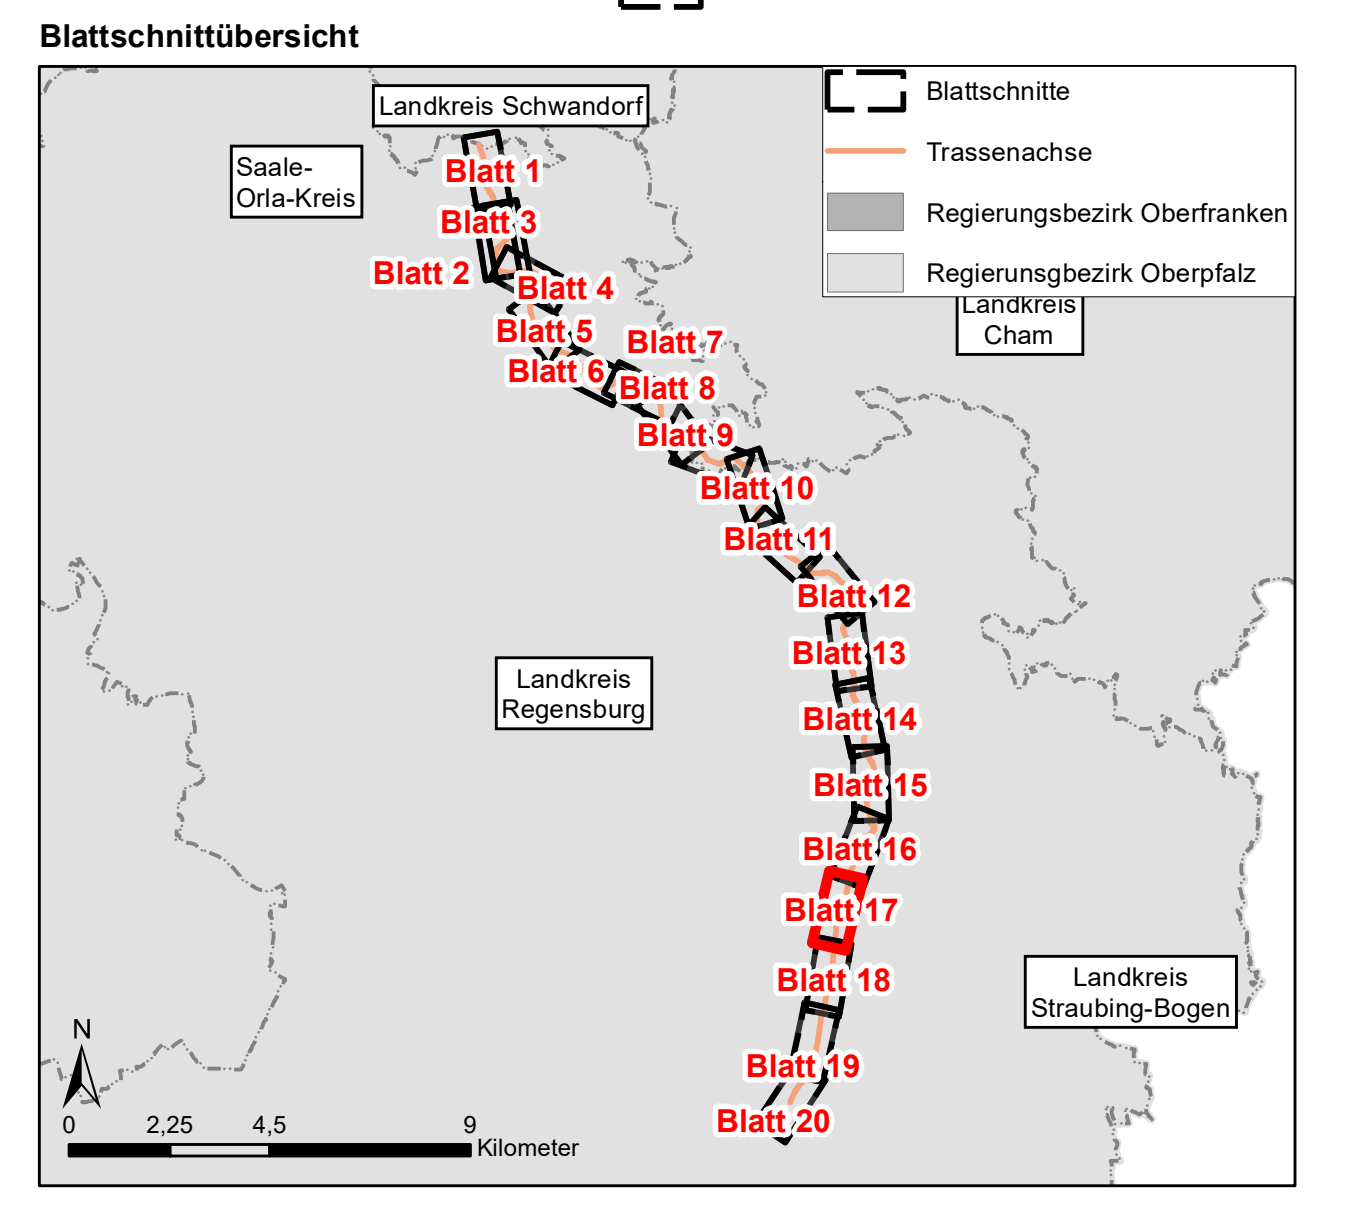 Blattschnittübersicht
Blattschnitte
Trassenachse
Regierungsbezirk Oberfranken
Regierunsgbezirk Oberpfalz
Landkreis Schwandorf
Saale-
Orla-Kreis
Landkreis
Cham
Blatt 1
Blatt 3
Blatt 2
Blatt 4
Blatt 5
Blatt 7
Blatt 6
Blatt 8
Blatt 9
Blatt 10
Blatt 11
Blatt 12
Blatt 13
Landkreis
Regensburg
Blatt 14
Blatt 15
Blatt 16
Blatt 17
Blatt 18
Landkreis
Straubing-Bogen
Blatt 19
Blatt 20
N
0 2,25 4,5 9
Kilometer